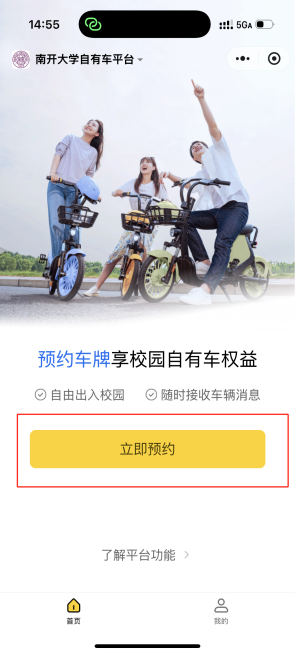 14:55
5GA
南开大学自有车平台
预约车牌享校园自有车权益
自由出入校园
随时接收车辆消息
立即预约
了解平台功能
首页
我的